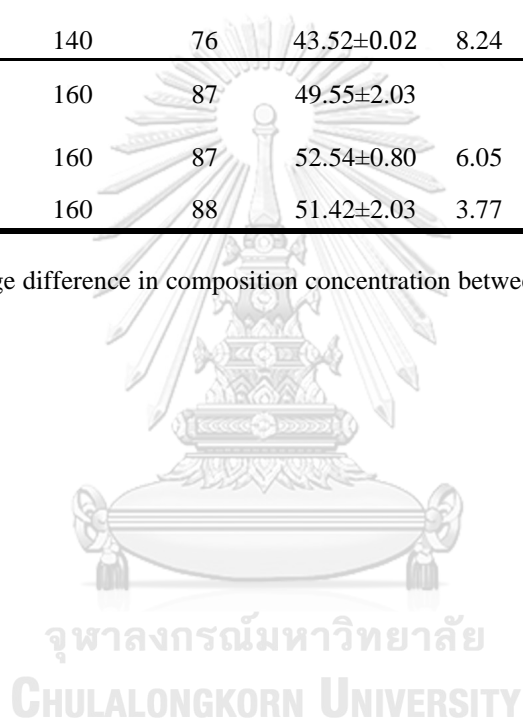 140 76 43.52±0.02 8.24
160 87 49.55±2.03
160 87 52.54±0.80 6.05
160 88 51.42±2.03 3.77
ge difference in composition concentration betwe
จุฬาลงกรณ์มหาวิทยาลัย
CHULALONGKORN UNIVERSITY